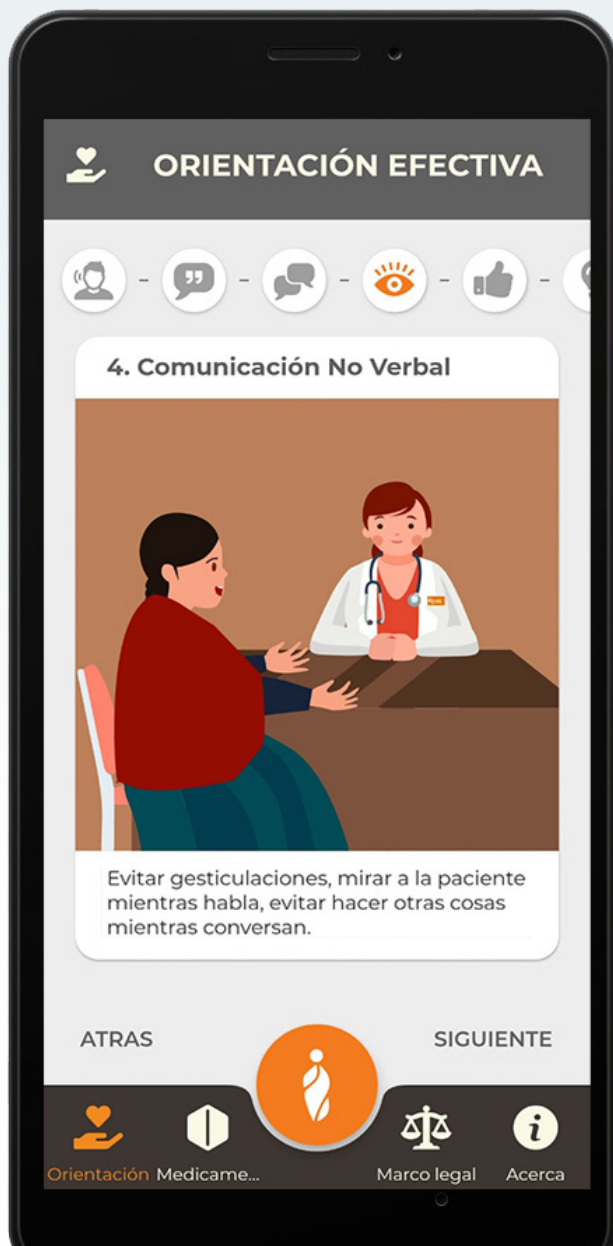 ORIENTACIÓN EFECTIVA
4. Comunicación No Verbal
Evitar gesticulaciones, mirar a la paciente
mientras habla, evitar hacer otras cosas
mientras conversan.
ATRAS
SIGUIENTE
Orientación
Medicame...
Marco legal
Acerca